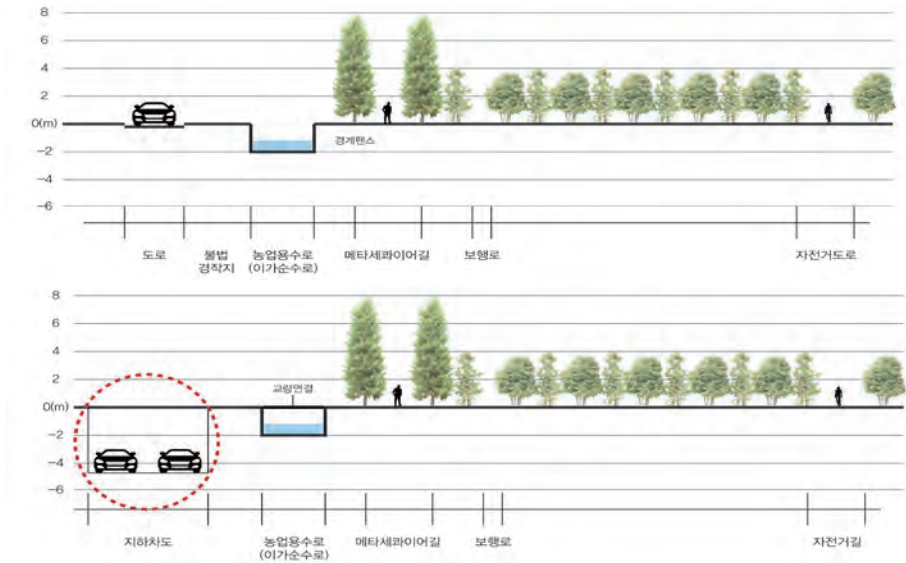 8
6
4
2
0(m)
-2
-4
-6
경계팬스
도로
불법
경작지
농업용수로
(이가순수로)
메타세콰이어길
보행로
자전거도로
8
6
4
2
0(m)
-2
-4
-6
교량연결
지하차도
농업용수로
(이가순수로)
메타세콰이어길
보행로
자전거길